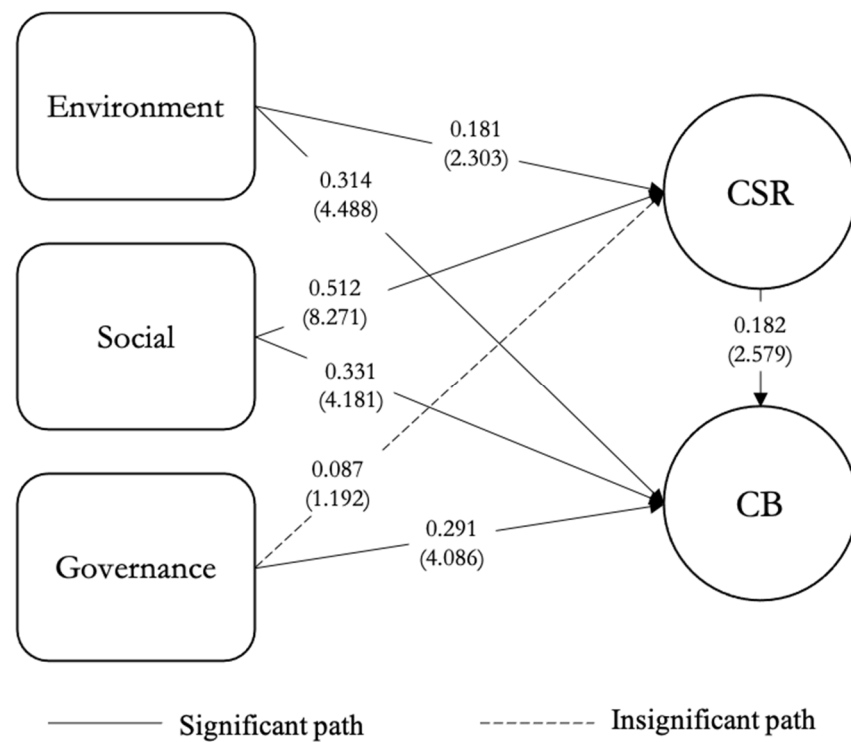 Environment
0.181
(2.303)
0.314
(4.488)
CSR
Social
0.512
(8.271)
0.331
(4.181)
0.182
(2.579)
Governance
0.087
(1.192)
0.291
(4.086)
CB
Significant path
Insignificant path